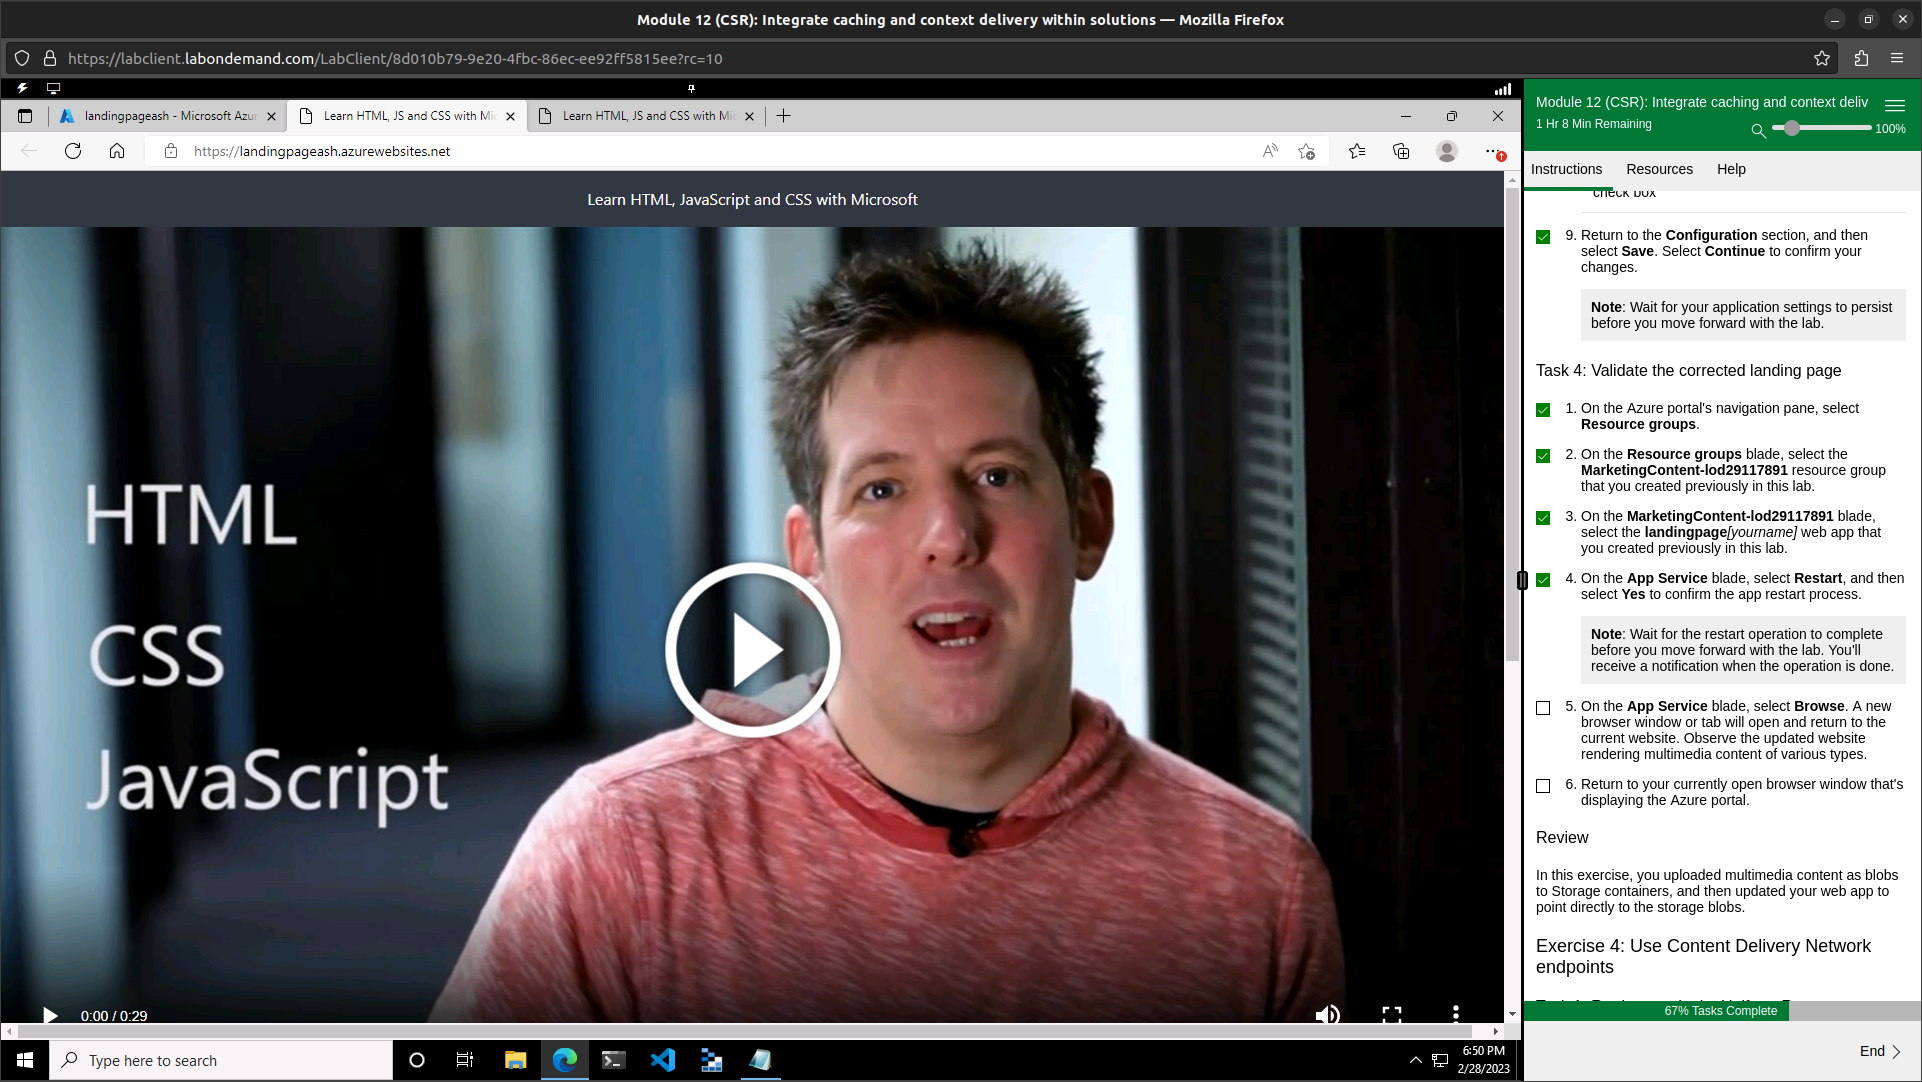 Module 12 (CSR): Integrate caching and context delivery within solutions — Mozilla Firefox
https://labclient.labondemand.com/LabClient/8d010b79-9e20-4fbc-86ec-ee92ff5815ee?rc=10
landingpageash - Microsoft Azur
Learn HTML, JS and CSS with Mic
Learn HTML, JS and CSS with Mic
https://landingpageash.azurewebsites.net
Learn HTML, JavaScript and CSS with Microsoft
HTML
CSS
JavaScript
0:00 / 0:29
Type here to search
6:50 PM
2/28/2023
Module 12 (CSR): Integrate caching and context deliv
1 Hr 8 Min Remaining
100%
Instructions
Resources
Help
check box
9. Return to the Configuration section, and then
select Save. Select Continue to confirm your
changes.
Note: Wait for your application settings to persist
before you move forward with the lab.
Task 4: Validate the corrected landing page
1. On the Azure portal's navigation pane, select
Resource groups.
2. On the Resource groups blade, select the
MarketingContent-lod29117891 resource group
that you created previously in this lab.
3. On the MarketingContent-lod29117891 blade,
select the landingpage[yourname] web app that
you created previously in this lab.
4. On the App Service blade, select Restart, and then
select Yes to confirm the app restart process.
Note: Wait for the restart operation to complete
before you move forward with the lab. You'll
receive a notification when the operation is done.
5. On the App Service blade, select Browse. A new
browser window or tab will open and return to the
current website. Observe the updated website
rendering multimedia content of various types.
6. Return to your currently open browser window that's
displaying the Azure portal.
Review
In this exercise, you uploaded multimedia content as blobs
to Storage containers, and then updated your web app to
point directly to the storage blobs.
Exercise 4: Use Content Delivery Network
endpoints
67% Tasks Complete
End